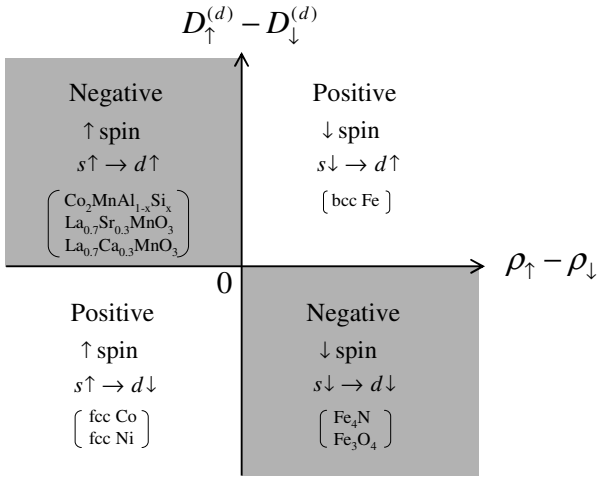 D↑(d) − D↓(d)
Negative
↑ spin
s↑ → d↑
Co2MnAl1-xSix
La0.7Sr0.3MnO3
La0.7Ca0.3MnO3
Positive
↓ spin
s↓ → d↑
bcc Fe
ρ↑ − ρ↓
0
Positive
↑ spin
s↑ → d↓
fcc Co
fcc Ni
Negative
↓ spin
s↓ → d↓
Fe4N
Fe3O4